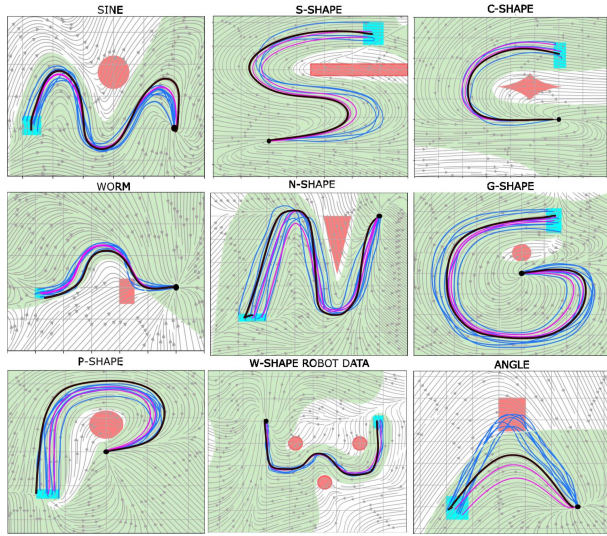 SINE
S-SHAPE
C-SHAPE
WORM
N-SHAPE
G-SHAPE
P-SHAPE
W-SHAPE ROBOT DATA
ANGLE